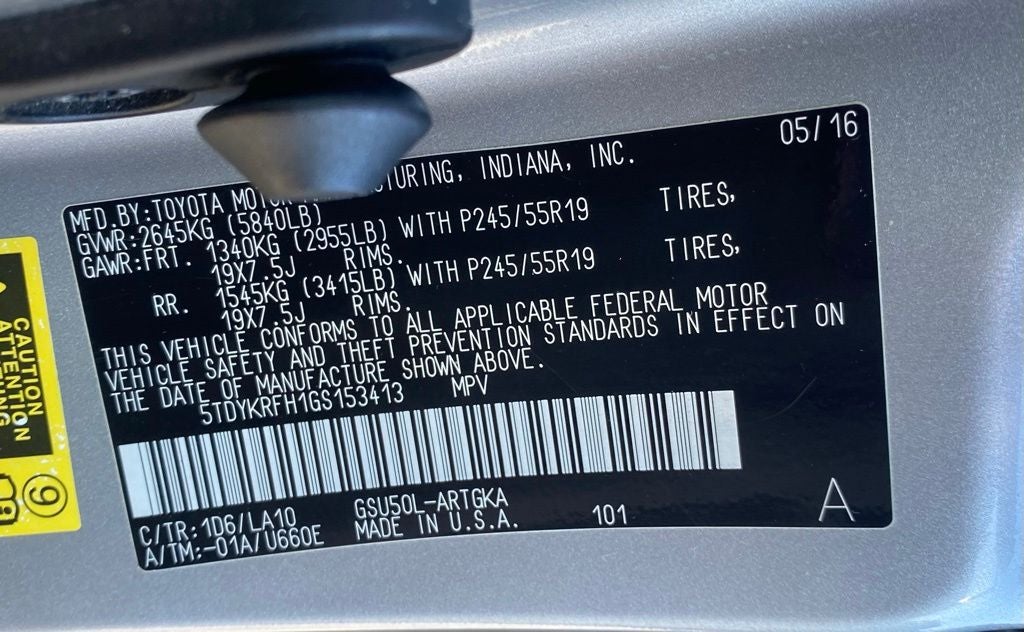 05/16
MFD.BY:TOYOTA MOTOR TURING, INDIANA, INC.
GVWR:2645KG (5840LB)
GAWR:FRT. 1340KG (2955LB) WITH P245/55R19 TIRES,
19X7.5J RIMS.
RR. 1545KG (3415LB) WITH P245/55R19 TIRES,
19X7.5J RIMS.
THIS VEHICLE CONFORMS TO ALL APPLICABLE FEDERAL MOTOR
VEHICLE SAFETY AND THEFT PREVENTION STANDARDS IN EFFECT ON
THE DATE OF MANUFACTURE SHOWN ABOVE.
5TDYKRFH1GS153413 MPV
C/TR:1D6/LA10 GSU50L-ARTGKA
A/TM:-01A/U660E MADE IN U.S.A. 101 A
CAUTION
ATTENTION
9